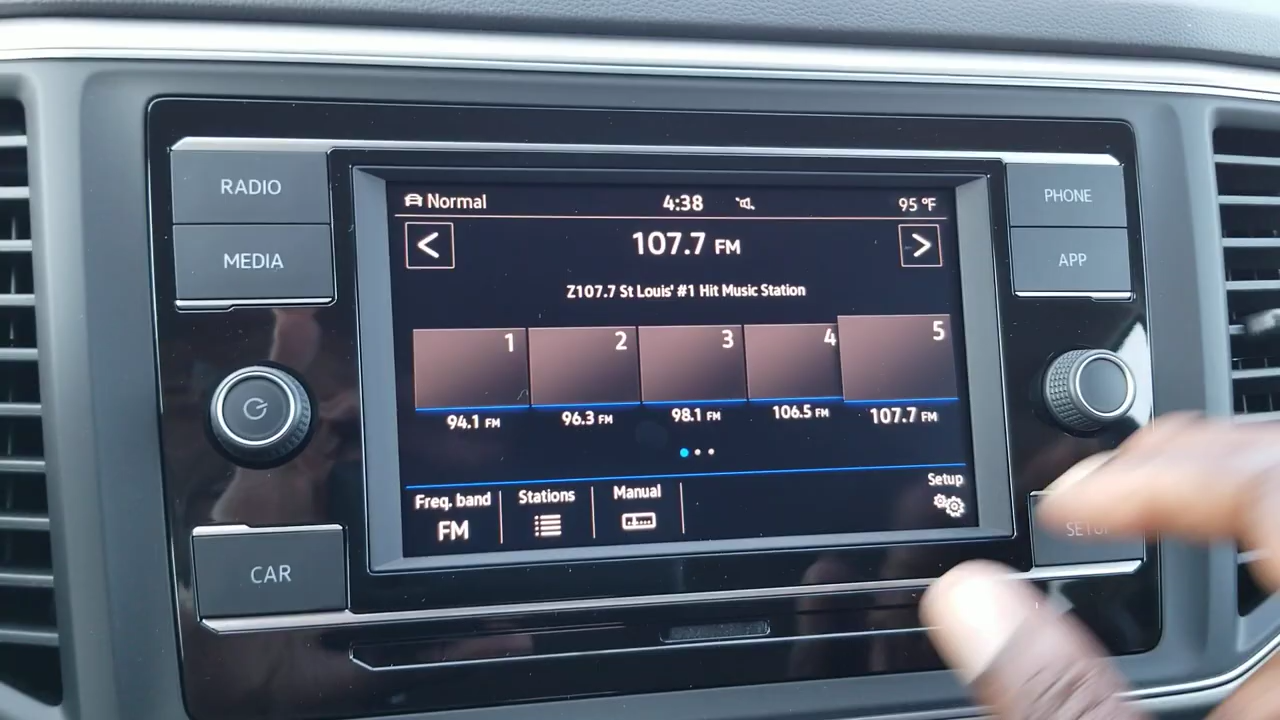 RADIO
MEDIA
CAR
Normal
4:38
95 °F
107.7 FM
Z107.7 St Louis' #1 Hit Music Station
1
2
3
4
5
94.1 FM
96.3 FM
98.1 FM
106.5 FM
107.7 FM
Freq. band
FM
Stations
Manual
Setup
PHONE
APP